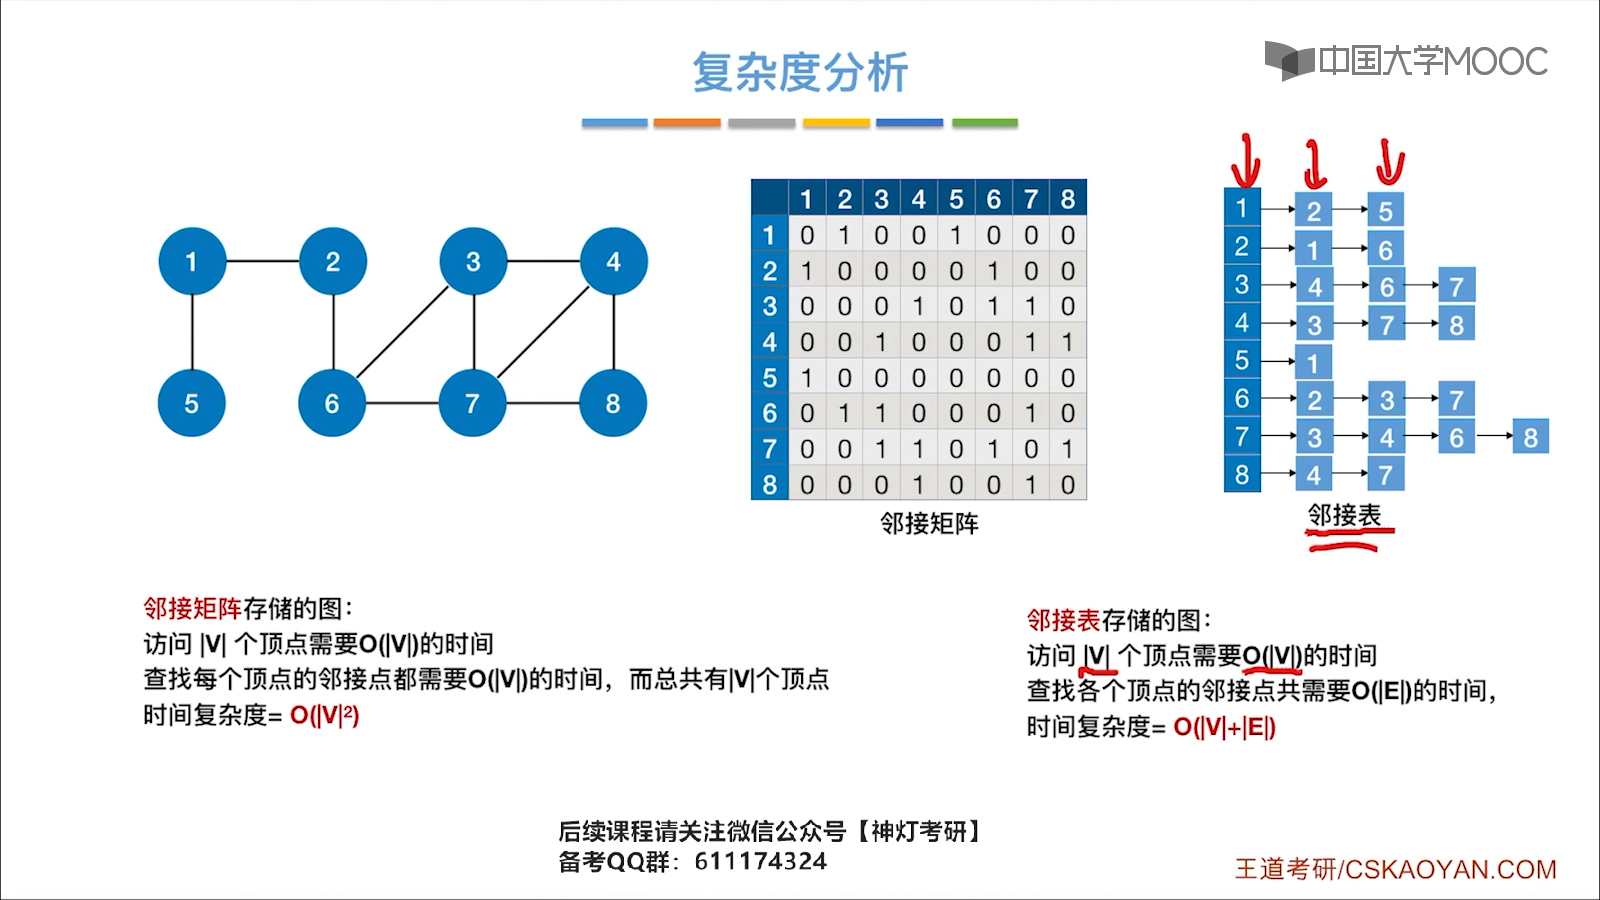 复杂度分析
中国大学MOOC
1 2 3 4
5 6 7 8
1 2 3 4 5 6 7 8
1 0 1 0 0 1 0 0 0
2 1 0 0 0 0 1 0 0
3 0 0 0 1 0 1 1 0
4 0 0 1 0 0 0 1 1
5 1 0 0 0 0 0 0 0
6 0 1 1 0 0 0 1 0
7 0 0 1 1 0 1 0 1
8 0 0 0 1 0 0 1 0
邻接矩阵
1 2 5
2 1 6
3 4 6 7
4 3 7 8
5 1
6 2 3 7
7 3 4 6 8
8 4 7
邻接表
邻接矩阵存储的图：
访问 |V| 个顶点需要O(|V|)的时间
查找每个顶点的邻接点都需要O(|V|)的时间，而总共有|V|个顶点
时间复杂度= O(|V|²)
邻接表存储的图：
访问 |V| 个顶点需要O(|V|)的时间
查找各个顶点的邻接点共需要O(|E|)的时间，
时间复杂度= O(|V|+|E|)
后续课程请关注微信公众号【神灯考研】
备考QQ群：611174324
王道考研/CSKAOYAN.COM